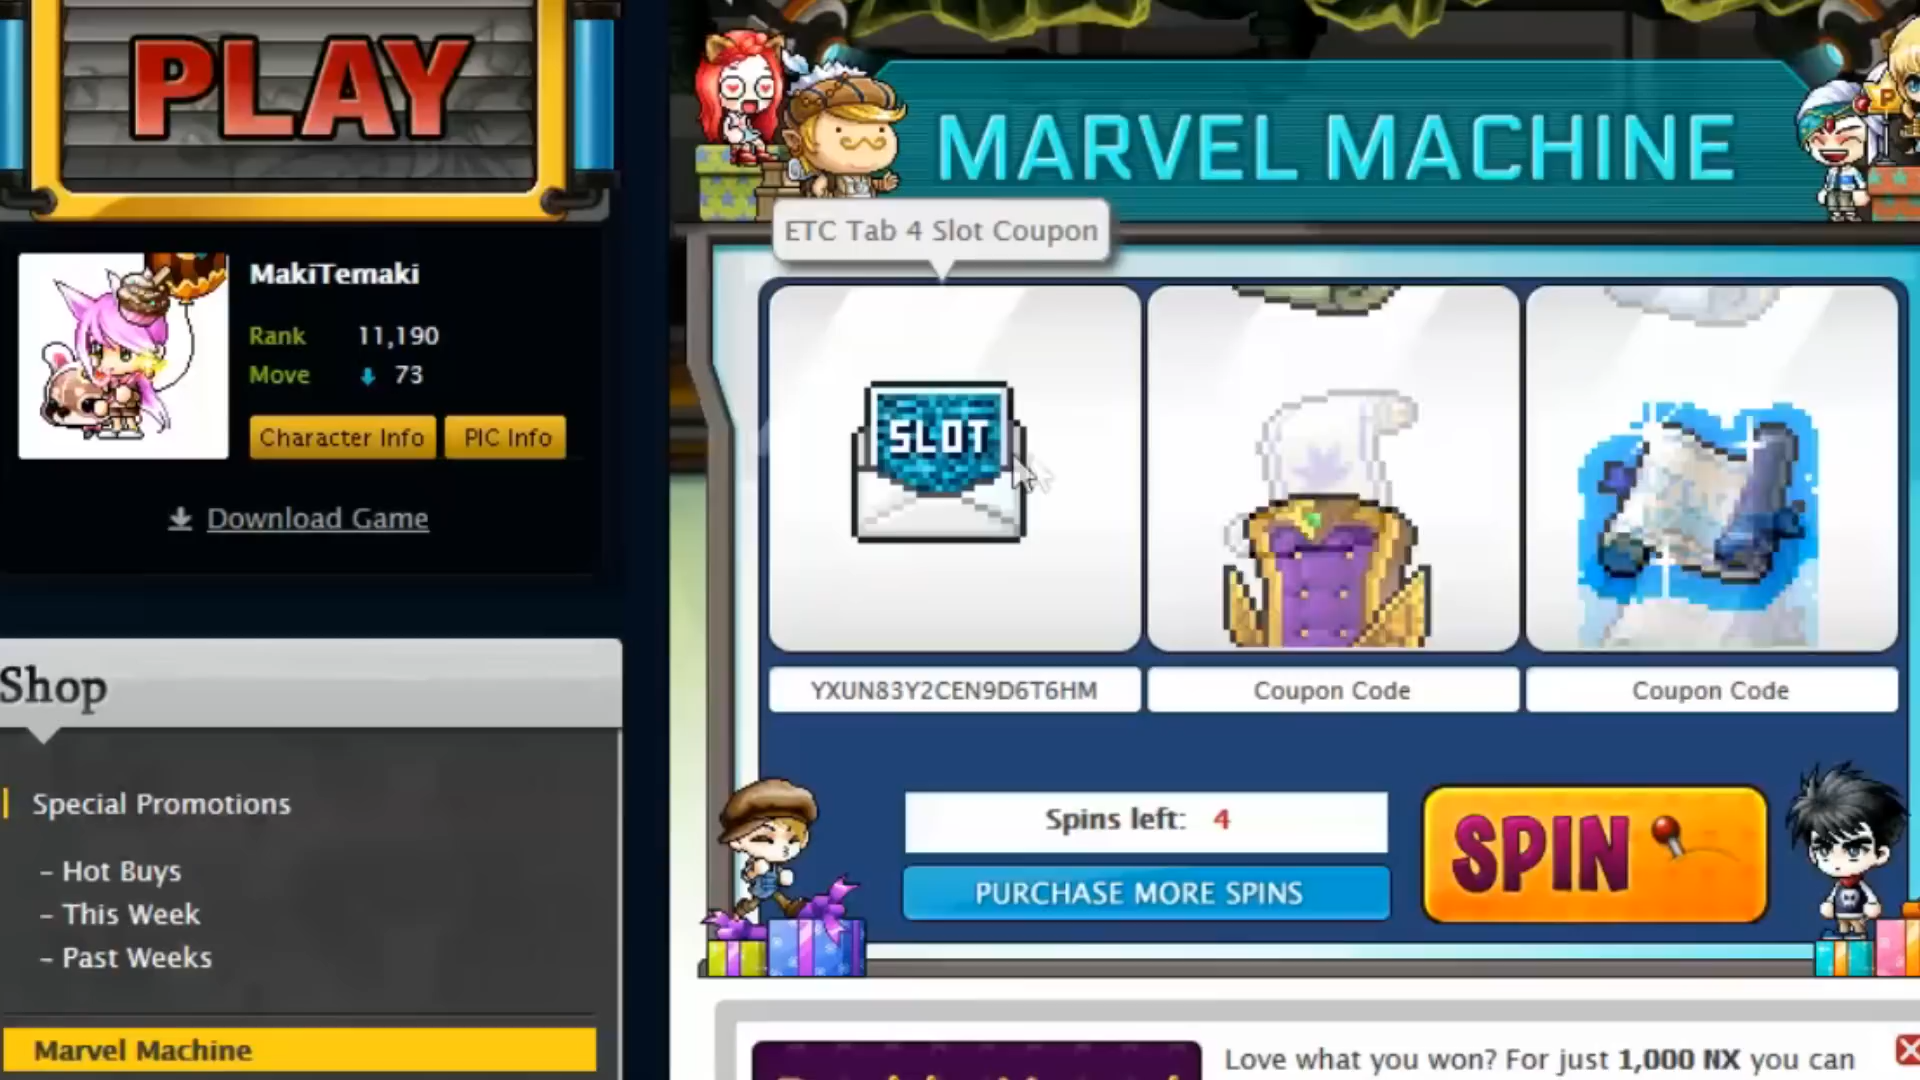 PLAY
MARVEL MACHINE
P
ETC Tab 4 Slot Coupon
MakiTemaki
Rank 11,190
Move 73
Character Info PIC Info
Download Game
SLOT
YXUN83Y2CEN9D6T6HM
Coupon Code
Coupon Code
Shop
Special Promotions
- Hot Buys
- This Week
- Past Weeks
Marvel Machine
Spins left: 4
PURCHASE MORE SPINS
SPIN
Love what you won? For just 1,000 NX you can